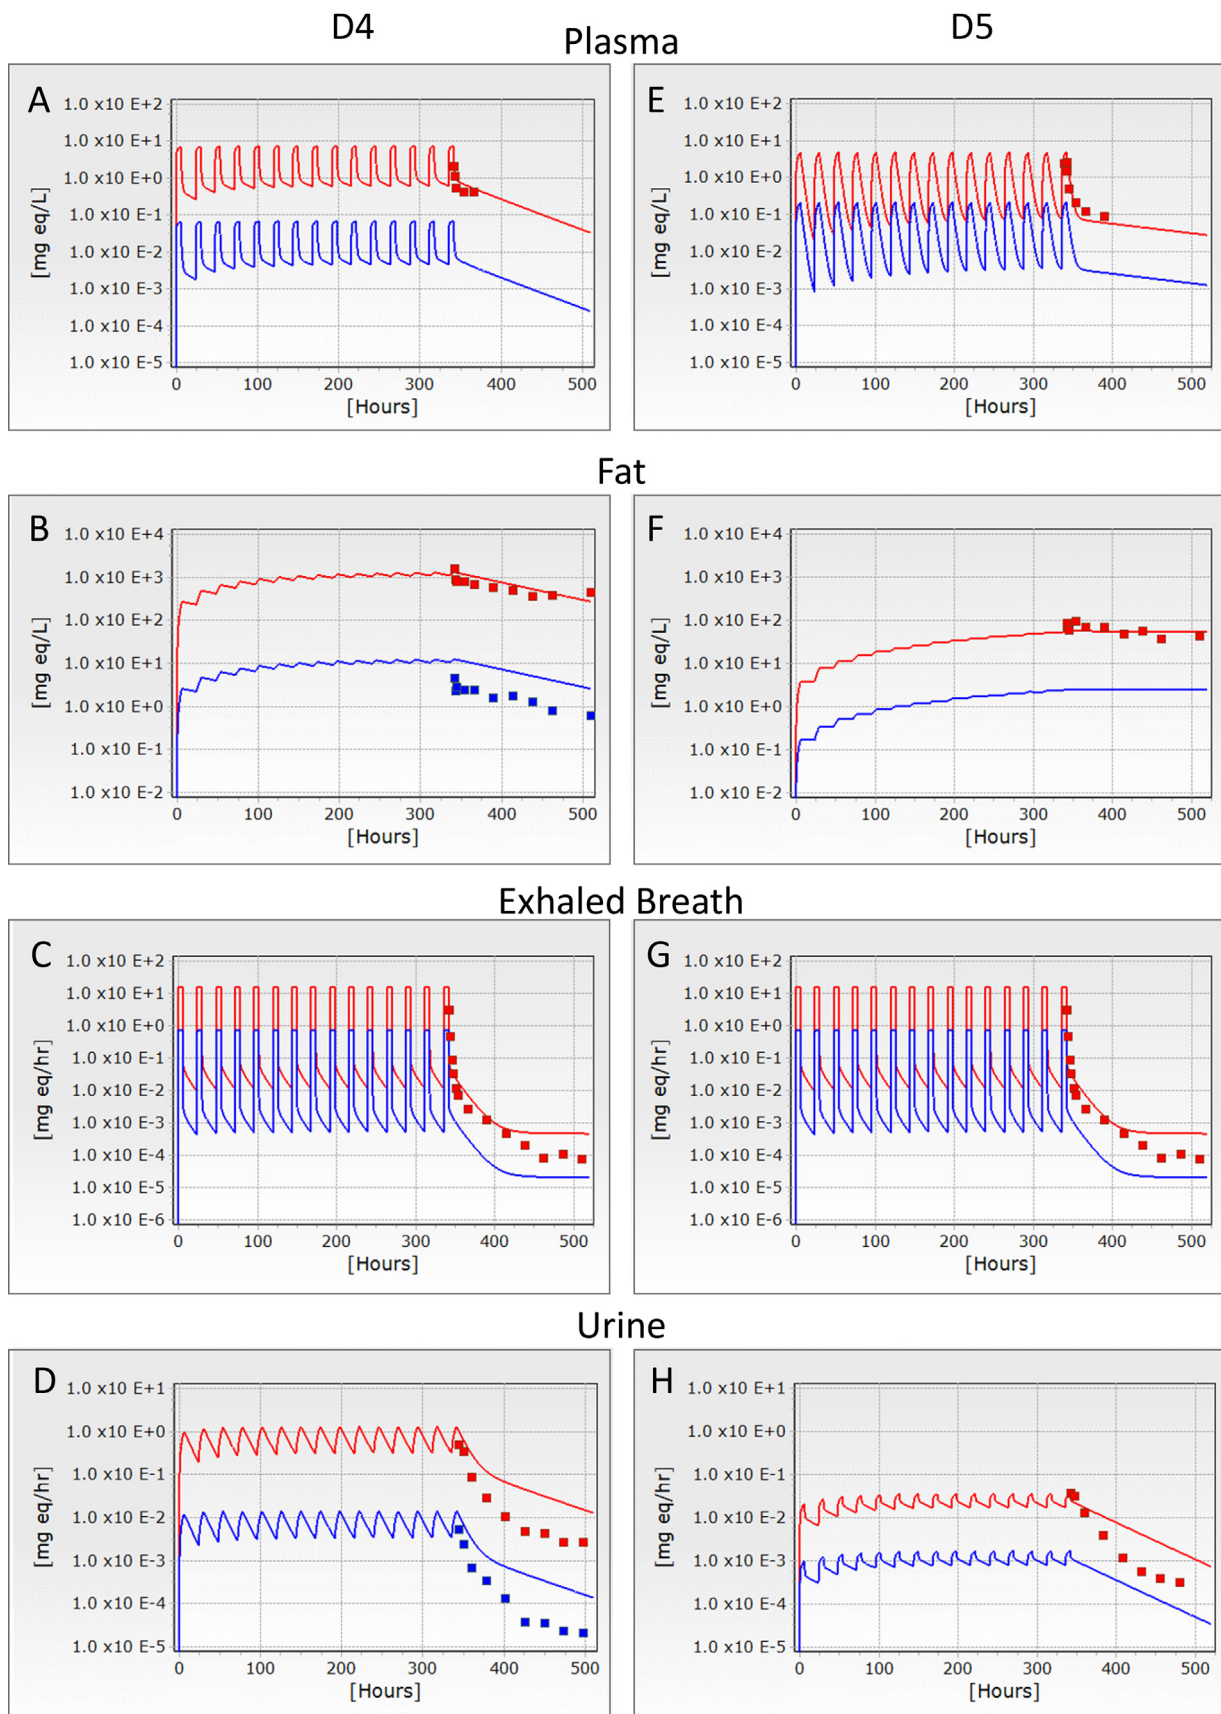 D4
D5
Plasma
A
E
1.0 x10 E+2
1.0 x10 E+1
1.0 x10 E+0
1.0 x10 E-1
1.0 x10 E-2
1.0 x10 E-3
1.0 x10 E-4
1.0 x10 E-5
[mg eq/L]
0 100 200 300 400 500
[Hours]
1.0 x10 E+2
1.0 x10 E+1
1.0 x10 E+0
1.0 x10 E-1
1.0 x10 E-2
1.0 x10 E-3
1.0 x10 E-4
1.0 x10 E-5
[mg eq/L]
0 100 200 300 400 500
[Hours]
Fat
B
1.0 x10 E+4
1.0 x10 E+3
1.0 x10 E+2
1.0 x10 E+1
1.0 x10 E+0
1.0 x10 E-1
1.0 x10 E-2
[mg eq/L]
0 100 200 300 400 500
[Hours]
F
1.0 x10 E+4
1.0 x10 E+3
1.0 x10 E+2
1.0 x10 E+1
1.0 x10 E+0
1.0 x10 E-1
1.0 x10 E-2
[mg eq/L]
0 100 200 300 400 500
[Hours]
Exhaled Breath
C
1.0 x10 E+2
1.0 x10 E+1
1.0 x10 E+0
1.0 x10 E-1
1.0 x10 E-2
1.0 x10 E-3
1.0 x10 E-4
1.0 x10 E-5
1.0 x10 E-6
[mg eq/hr]
0 100 200 300 400 500
[Hours]
G
1.0 x10 E+2
1.0 x10 E+1
1.0 x10 E+0
1.0 x10 E-1
1.0 x10 E-2
1.0 x10 E-3
1.0 x10 E-4
1.0 x10 E-5
1.0 x10 E-6
[mg eq/hr]
0 100 200 300 400 500
[Hours]
Urine
D
1.0 x10 E+1
1.0 x10 E+0
1.0 x10 E-1
1.0 x10 E-2
1.0 x10 E-3
1.0 x10 E-4
1.0 x10 E-5
[mg eq/hr]
0 100 200 300 400 500
[Hours]
H
1.0 x10 E+1
1.0 x10 E+0
1.0 x10 E-1
1.0 x10 E-2
1.0 x10 E-3
1.0 x10 E-4
1.0 x10 E-5
[mg eq/hr]
0 100 200 300 400 500
[Hours]